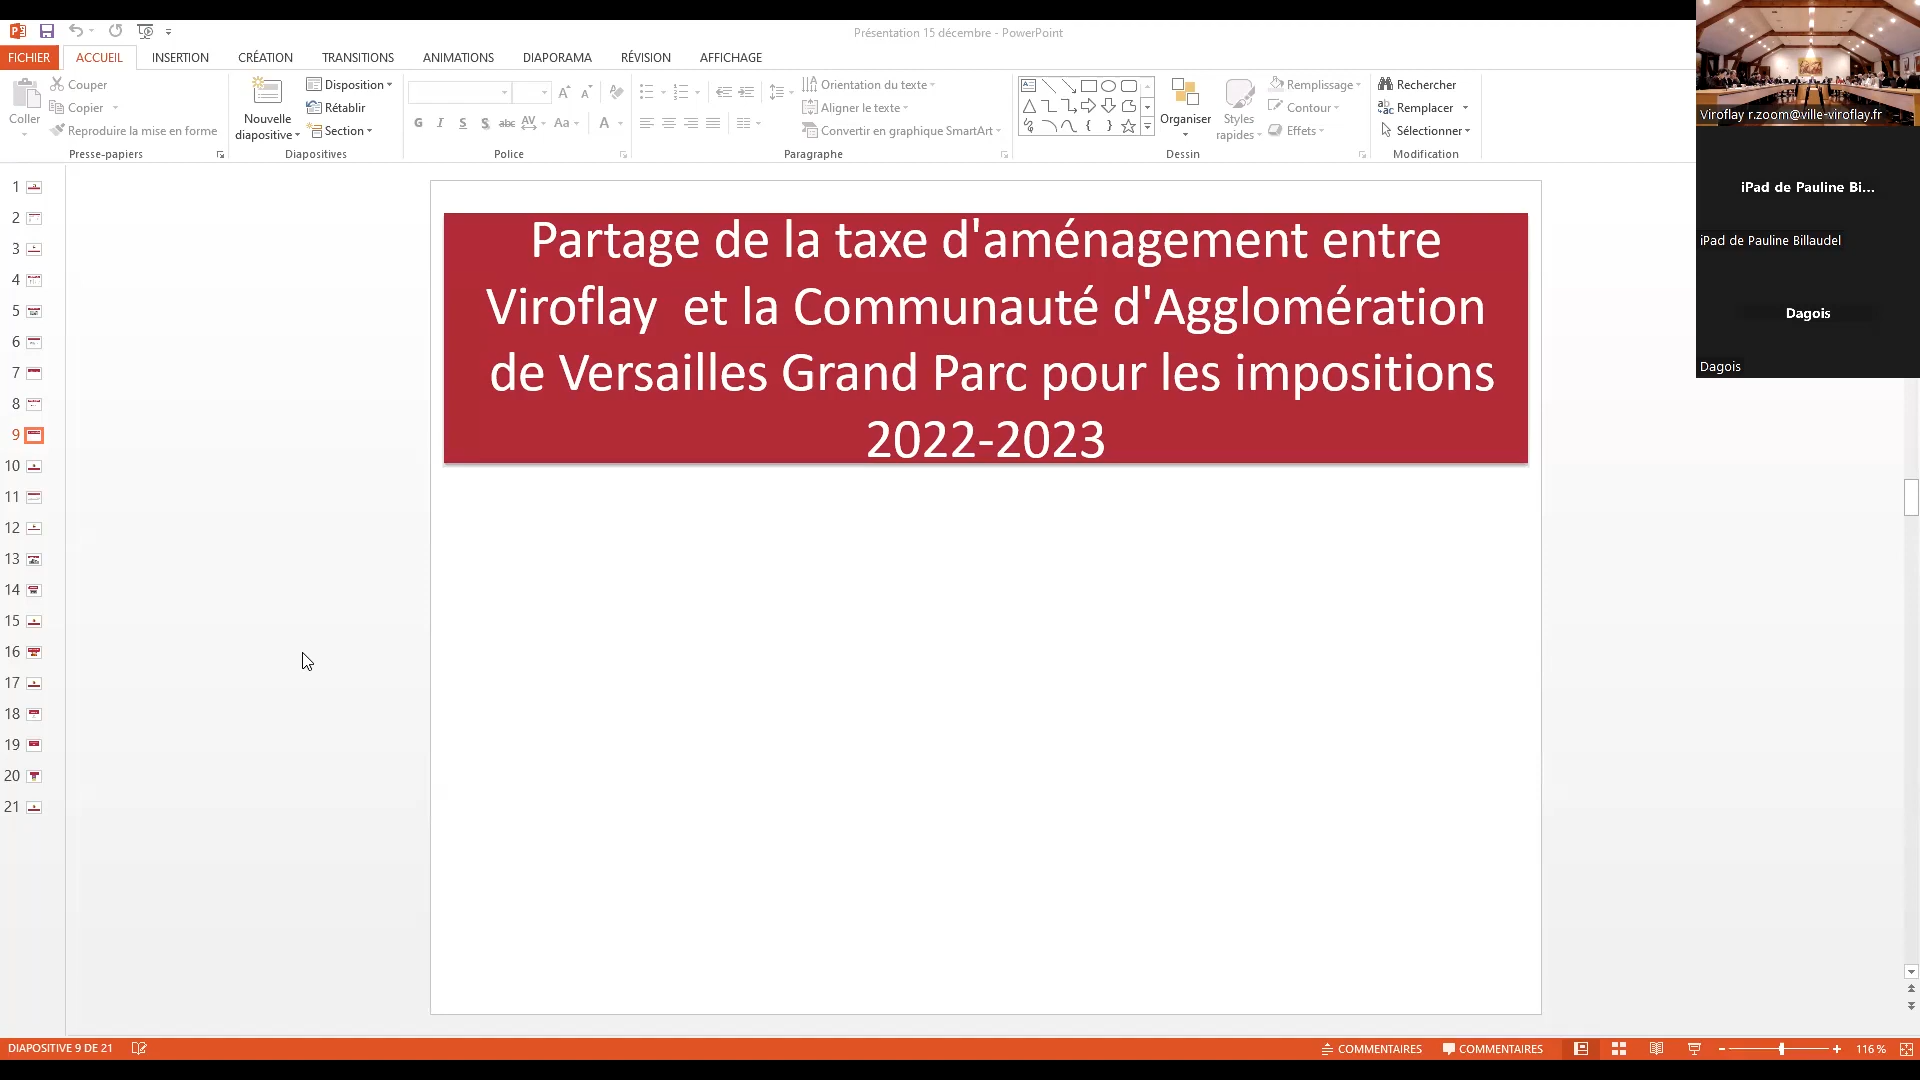 Présentation 15 décembre - PowerPoint
FICHIER ACCUEIL INSERTION CRÉATION TRANSITIONS ANIMATIONS DIAPORAMA RÉVISION AFFICHAGE
Coller
Couper
Copier
Reproduire la mise en forme
Presse-papiers
Nouvelle
diapositive
Disposition
Rétablir
Section
Diapositives
G I S S abc AV Aa A
Police
Orientation du texte
Aligner le texte
Convertir en graphique SmartArt
Paragraphe
Organiser
Styles
rapides
Remplissage
Contour
Effets
Dessin
Rechercher
Remplacer
Sélectionner
Modification
Viroflay r.zoom@ville-viroflay.fr
iPad de Pauline Bi...
iPad de Pauline Billaudel
Dagois
Dagois
1
2
3
4
5
6
7
8
9
10
11
12
13
14
15
16
17
18
19
20
21
Partage de la taxe d'aménagement entre
Viroflay et la Communauté d'Agglomération
de Versailles Grand Parc pour les impositions
2022-2023
DIAPOSITIVE 9 DE 21
COMMENTAIRES
COMMENTAIRES
116 %